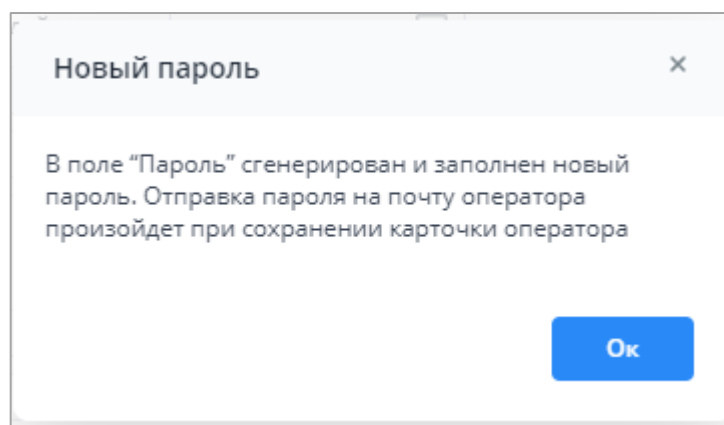 Новый пароль
В поле “Пароль” сгенерирован и заполнен новый
пароль. Отправка пароля на почту оператора
произойдет при сохранении карточки оператора
Ок